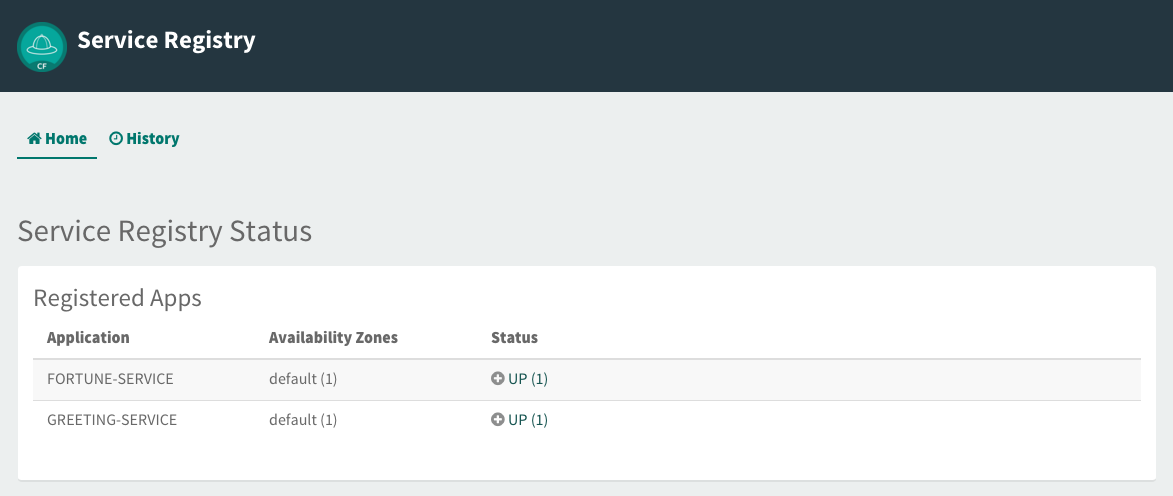 CF
Service Registry
Home
History
Service Registry Status
Registered Apps
Application Availability Zones Status
FORTUNE-SERVICE default (1) UP (1)
GREETING-SERVICE default (1) UP (1)